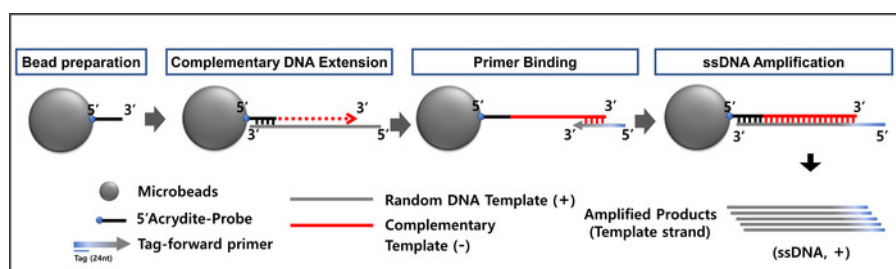 Bead preparation
Complementary DNA Extension
Primer Binding
ssDNA Amplification
5’ 3’
5’ 3’
3’ 5’
3’
3’ 5’
5’ 3’
3’ 5’
Microbeads
5’Acrydite-Probe
Tag-forward primer
Tag (24nt)
Random DNA Template (+)
Complementary
Template (-)
Amplified Products
(Template strand)
(ssDNA, +)